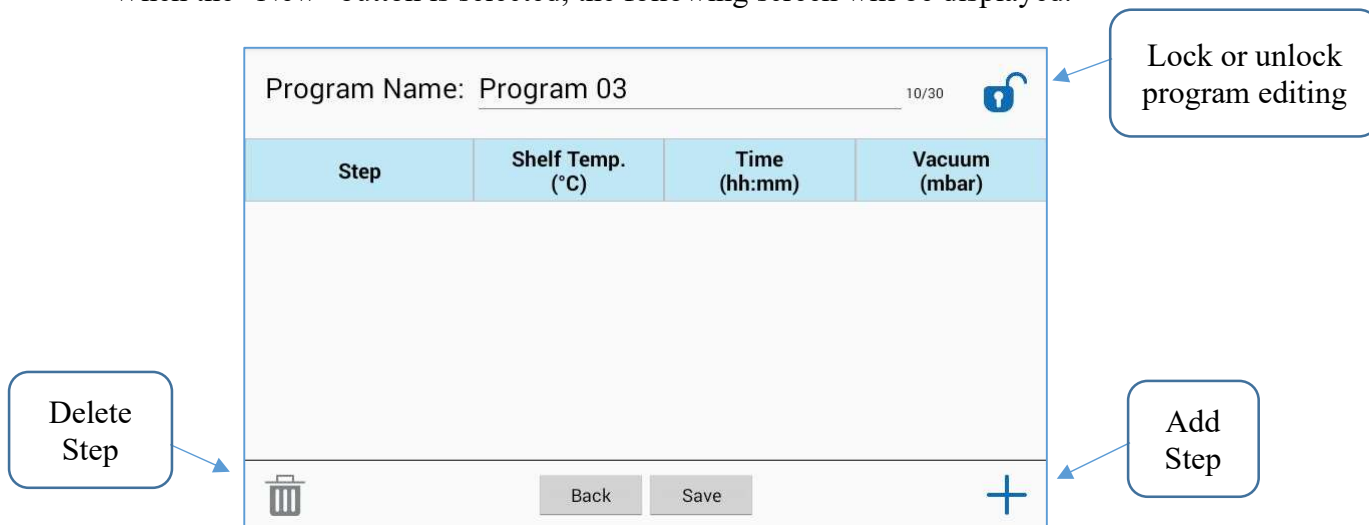 Lock or unlock
program editing
Program Name: Program 03 10/30
Step Shelf Temp. (°C) Time (hh:mm) Vacuum (mbar)
Delete
Step
Add
Step
Back Save